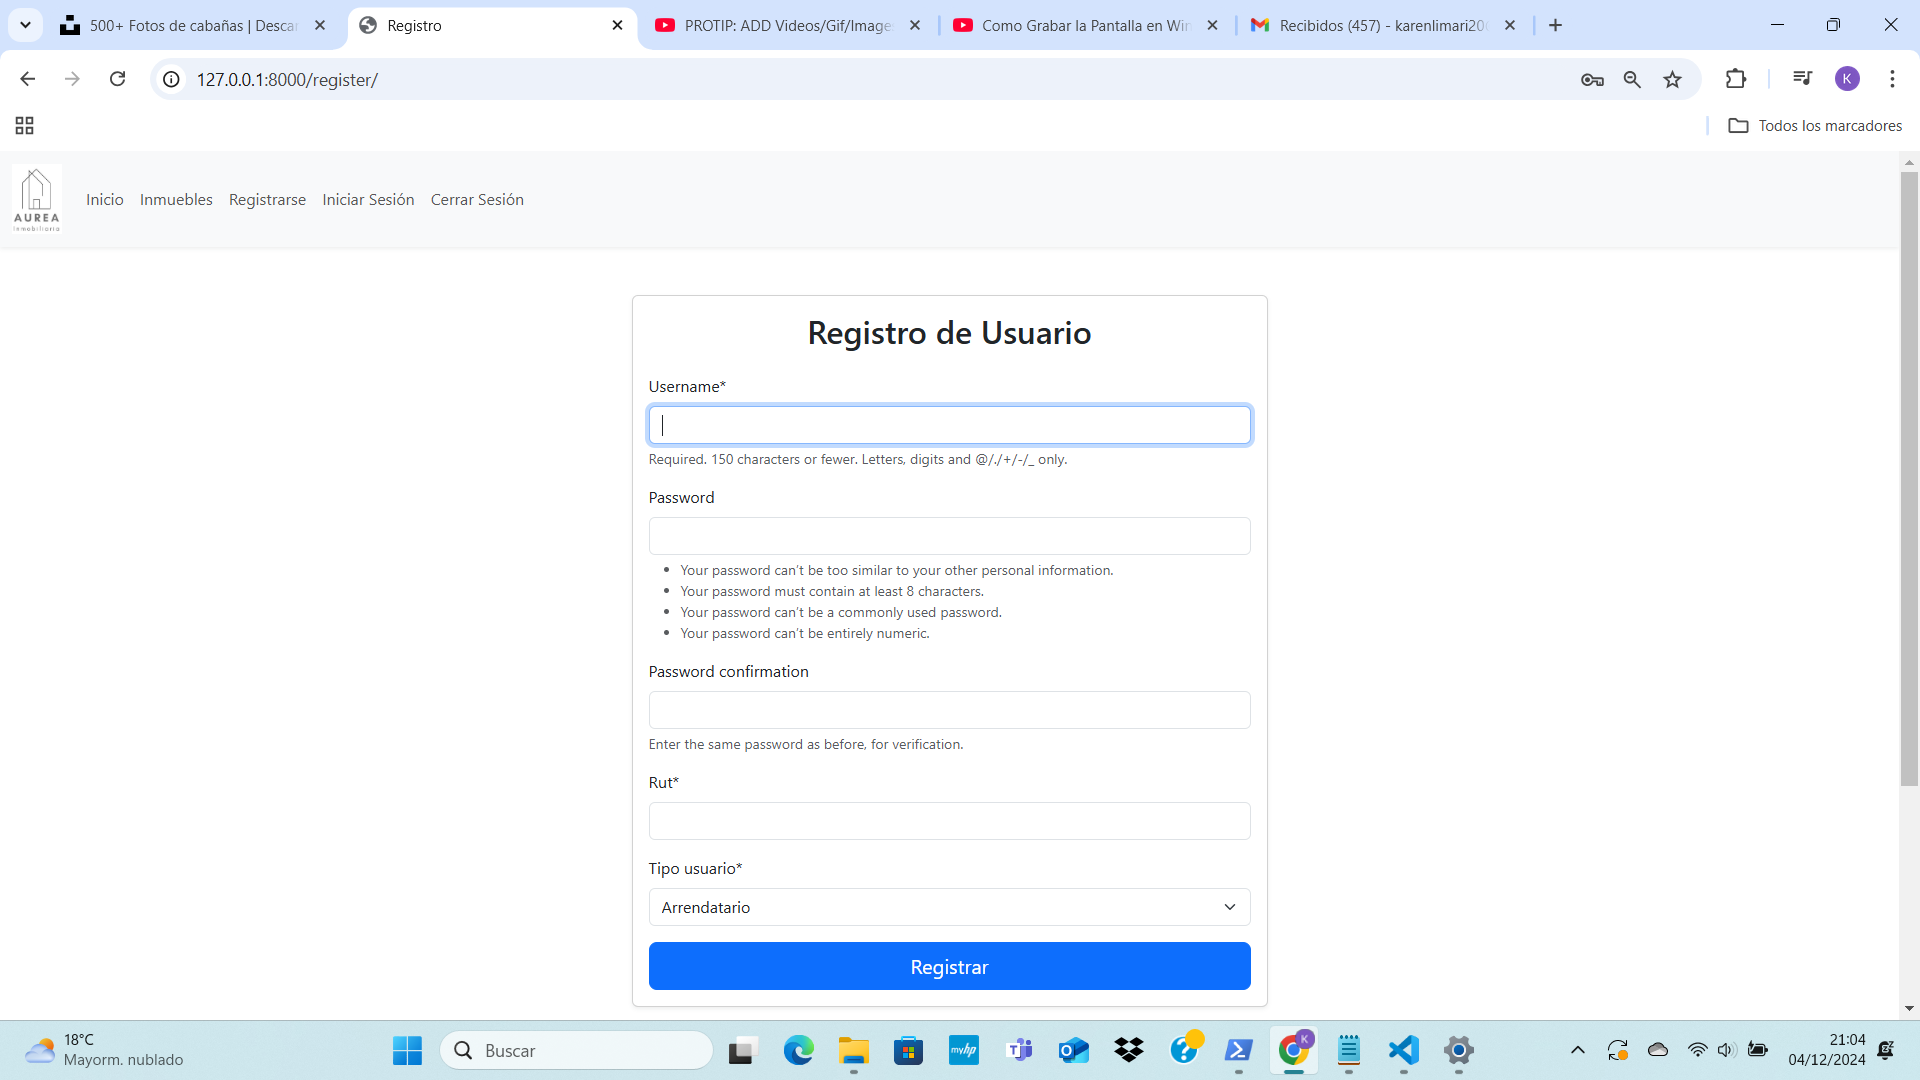 500+ Fotos de cabañas | Descar
Registro
PROTIP: ADD Videos/Gif/Image
Como Grabar la Pantalla en Win
Recibidos (457) - karenlimari20
127.0.0.1:8000/register/
K
Todos los marcadores
AUREA
Inmobiliaria
Inicio
Inmuebles
Registrarse
Iniciar Sesión
Cerrar Sesión
Registro de Usuario
Username*
Required. 150 characters or fewer. Letters, digits and @/./+/-/_ only.
Password
Your password can't be too similar to your other personal information.
Your password must contain at least 8 characters.
Your password can't be a commonly used password.
Your password can't be entirely numeric.
Password confirmation
Enter the same password as before, for verification.
Rut*
Tipo usuario*
Arrendatario
Registrar
18°C
Mayorm. nublado
Buscar
myhp
K
21:04
04/12/2024